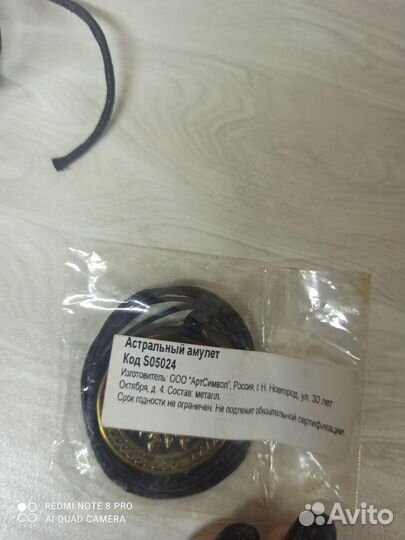 Астральный амулет
Код S05024
Изготовитель: ООО "АртСимвол", Россия, г. Н. Новгород, ул. 30 лет
Октября, д. 4. Состав: металл.
Срок годности не ограничен. Не подлежит обязательной сертификации.
REDMI NOTE 8 PRO
AI QUAD CAMERA
Avito